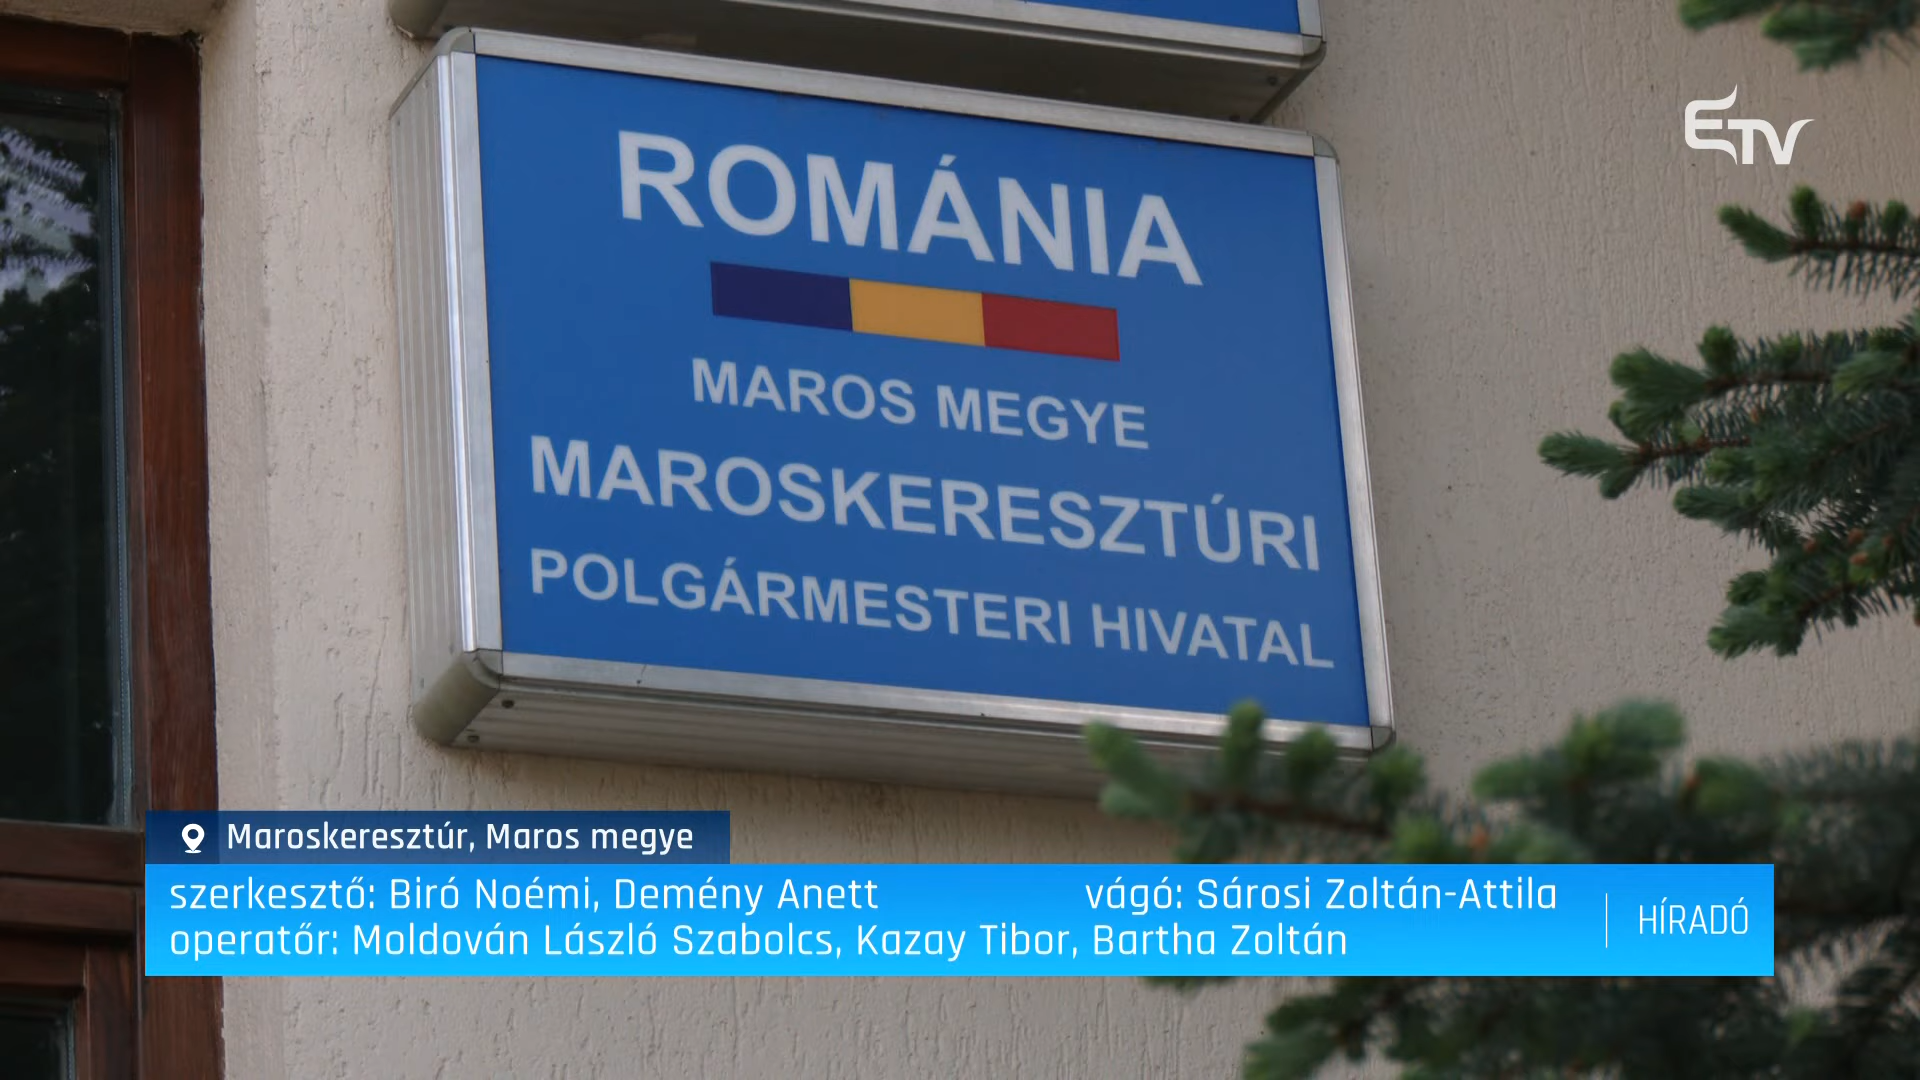 ETV
ROMÁNIA
MAROS MEGYE
MAROSKERESZTÚRI
POLGÁRMESTERI HIVATAL
Maroskeresztúr, Maros megye
szerkesztő: Biró Noémi, Demény Anett vágó: Sárosi Zoltán-Attila
operatőr: Moldován László Szabolcs, Kazay Tibor, Bartha Zoltán
HÍRADÓ